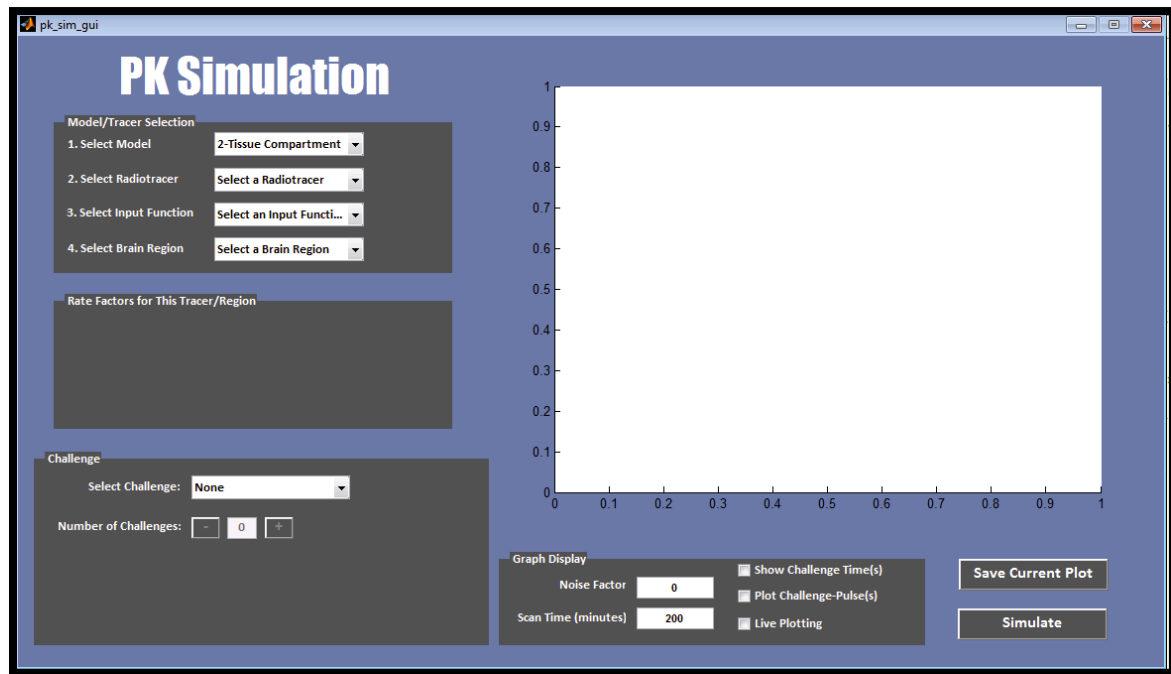 pk_sim_gui
PK Simulation
Model/Tracer Selection
1. Select Model
2-Tissue Compartment
2. Select Radiotracer
Select a Radiotracer
3. Select Input Function
Select an Input Functi...
4. Select Brain Region
Select a Brain Region
Rate Factors for This Tracer/Region
Challenge
Select Challenge:
None
Number of Challenges:
-
0
+
1
0.9
0.8
0.7
0.6
0.5
0.4
0.3
0.2
0.1
0
0 0.1 0.2 0.3 0.4 0.5 0.6 0.7 0.8 0.9 1
Graph Display
Noise Factor
0
Scan Time (minutes)
200
Show Challenge Time(s)
Plot Challenge-Pulse(s)
Live Plotting
Save Current Plot
Simulate